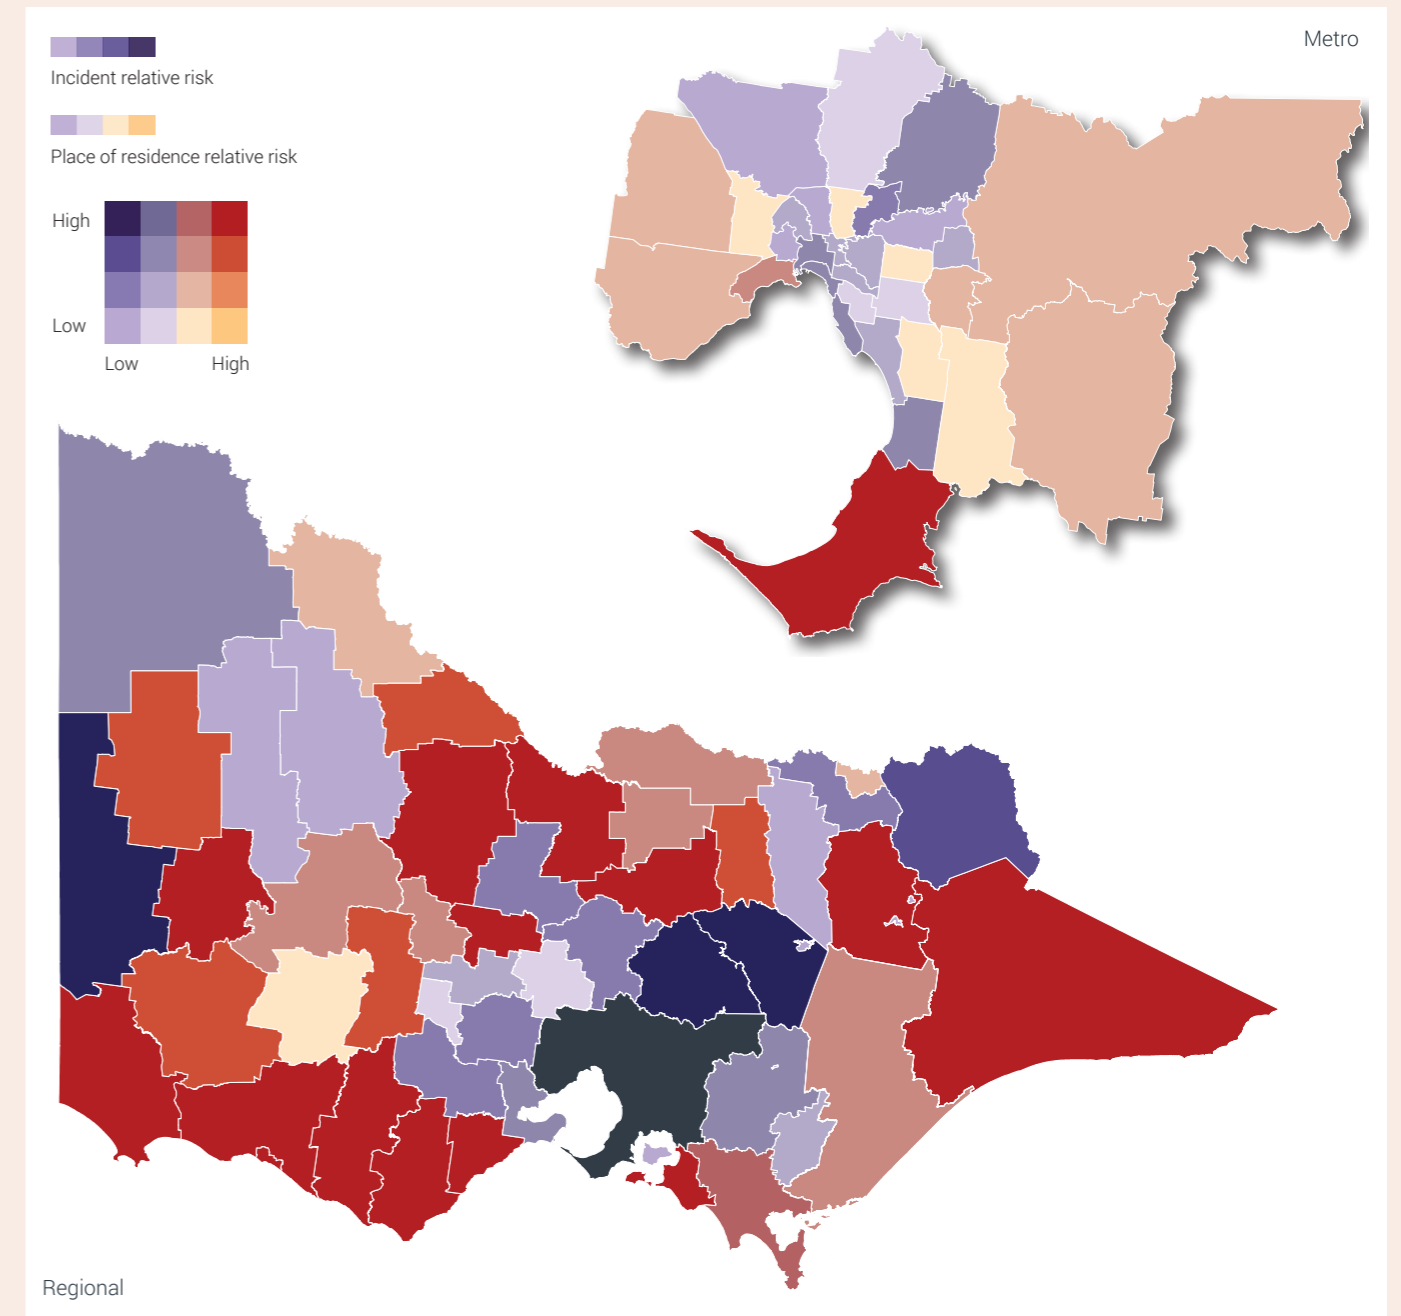 Metro
Incident relative risk
Place of residence relative risk
High
Low
Low High
Regional